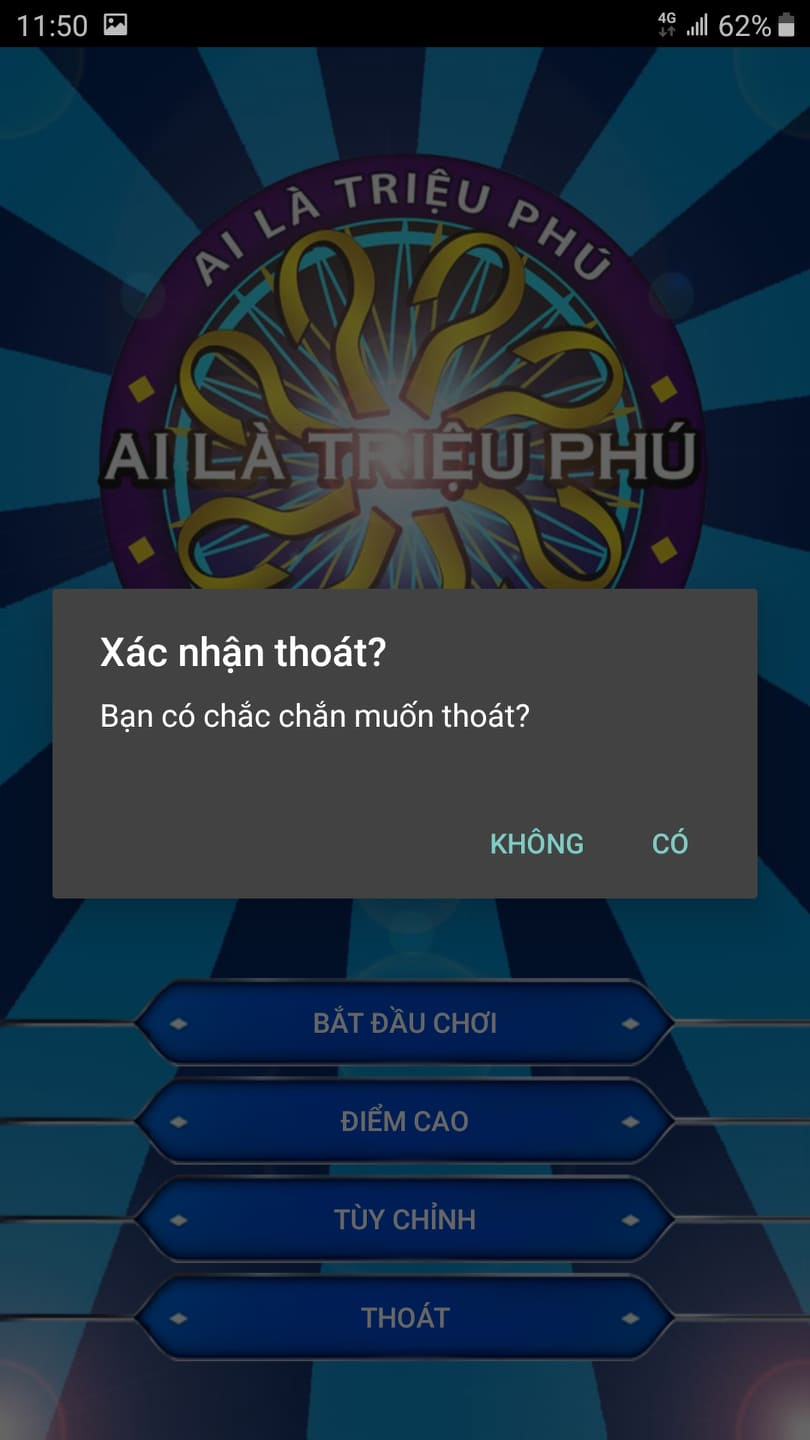 11:50 4G 62%
AI LÀ TRIỆU PHÚ
AI LÀ TRIỆU PHÚ
Xác nhận thoát?
Bạn có chắc chắn muốn thoát?
KHÔNG CÓ
BẮT ĐẦU CHƠI
ĐIỂM CAO
TÙY CHỈNH
THOÁT